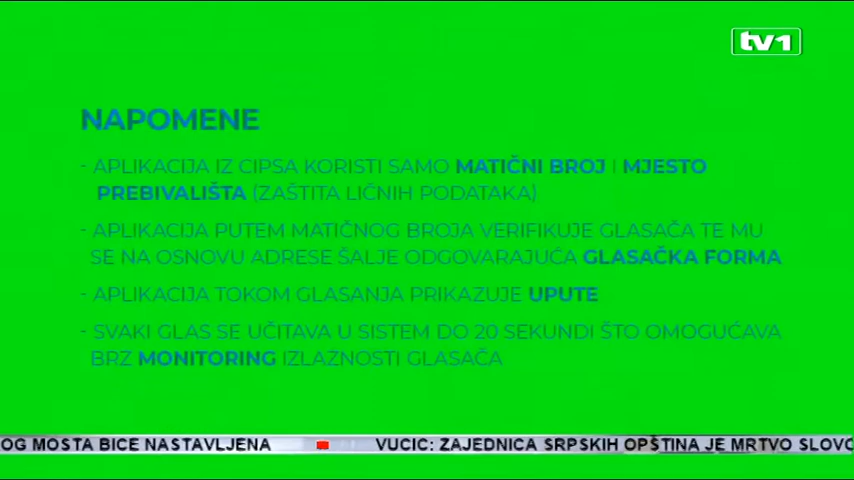 tv1
NAPOMENE
- APLIKACIJA IZ CIPSA KORISTI SAMO MATIČNI BROJ I MJESTO
PREBIVALIŠTA (ZAŠTITA LIČNIH PODATAKA)
- APLIKACIJA PUTEM MATIČNOG BROJA VERIFIKUJE GLASAČA TE MU
SE NA OSNOVU ADRESE ŠALJE ODGOVARAJUĆA GLASAČKA FORMA
- APLIKACIJA TOKOM GLASANJA PRIKAZUJE UPUTE
- SVAKI GLAS SE UČITAVA U SISTEM DO 20 SEKUNDI ŠTO OMOGUĆAVA
BRZ MONITORING IZLAZNOSTI GLASAČA
OG MOSTA BICE NASTAVLJENA VUCIC: ZAJEDNICA SRPSKIH OPŠTINA JE MRTVO SLOVO